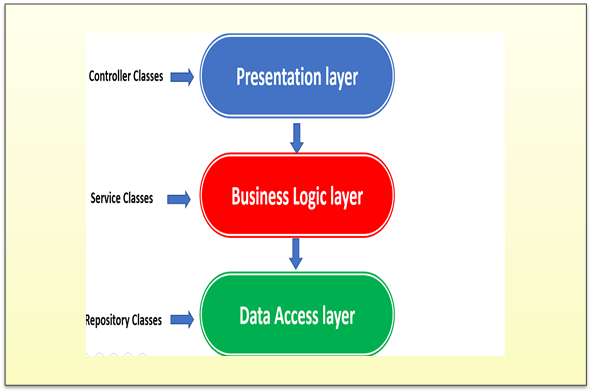 Controller Classes
Presentation layer
Service Classes
Business Logic layer
Repository Classes
Data Access layer